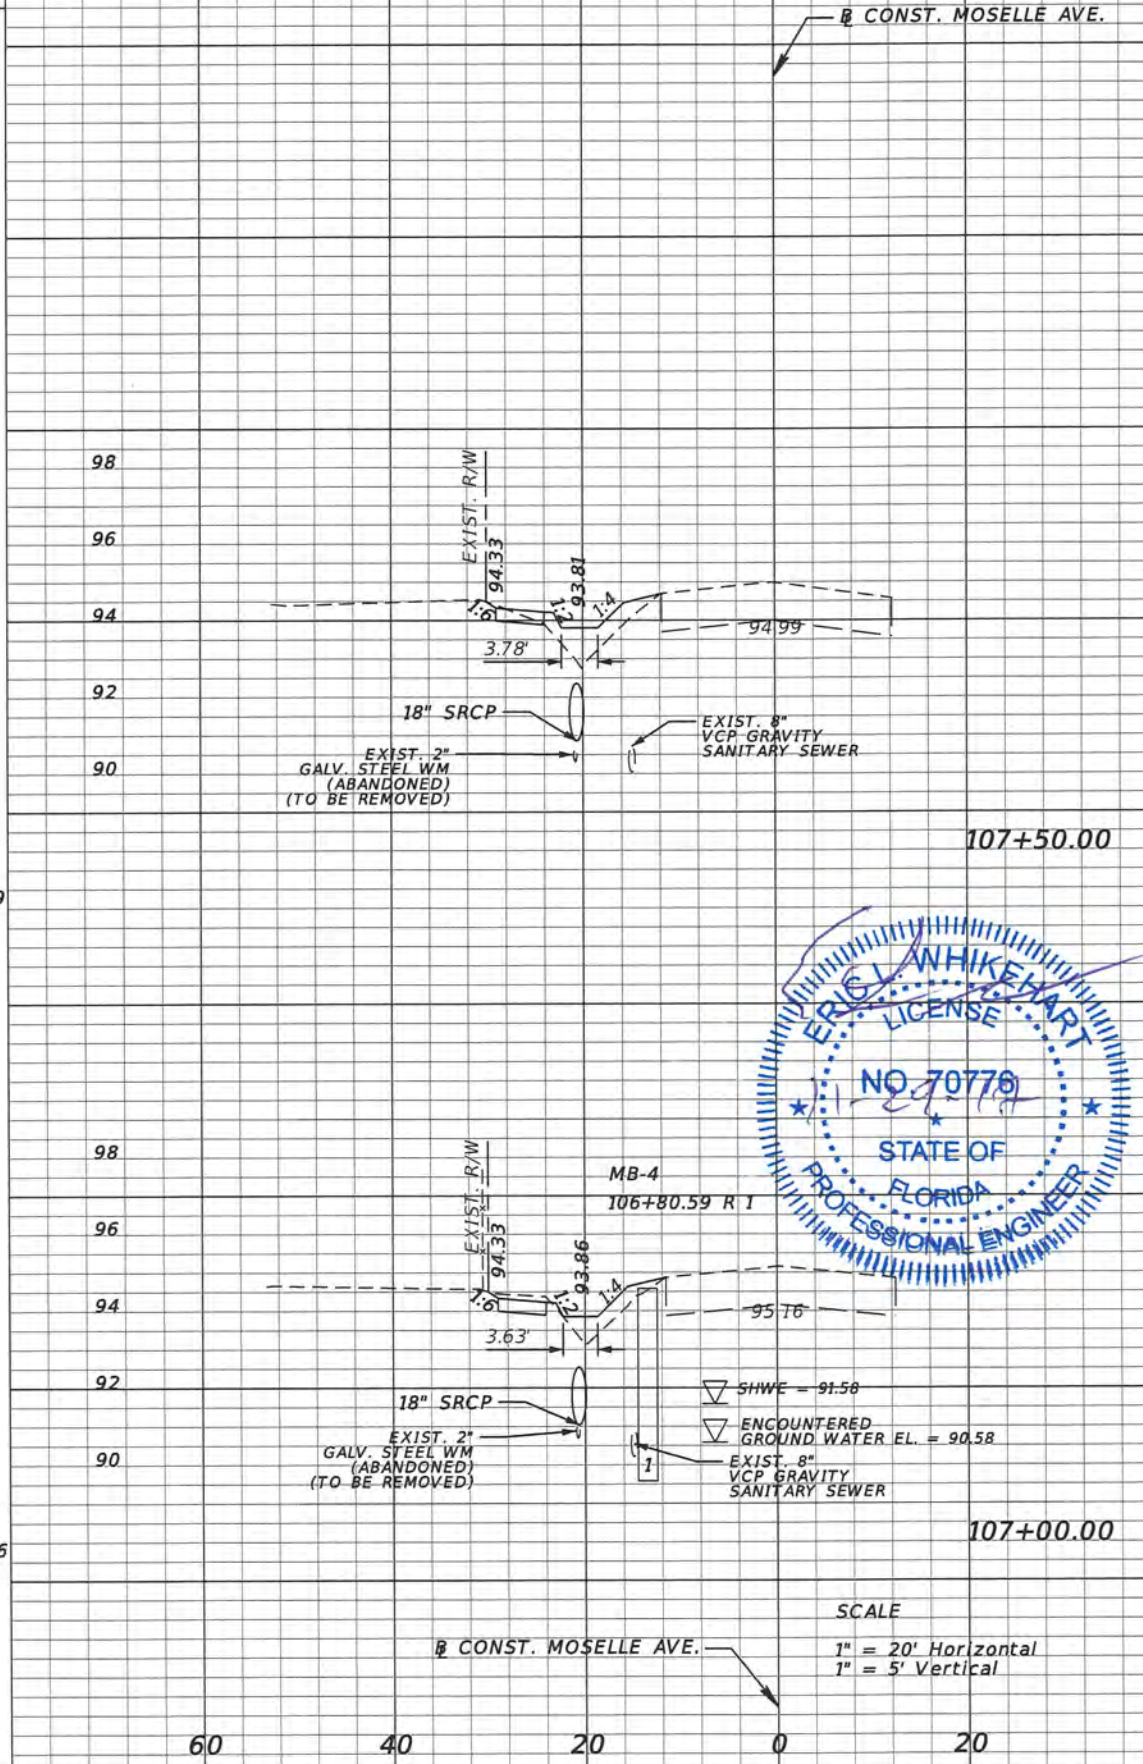 B CONST. MOSELLE AVE.
98
96
94
92
90
EXIST. R/W
94.33
93.81
1:6
1:2
1:4
94.99
3.78'
18" SRCP
EXIST. 2"
GALV. STEEL WM
(ABANDONED)
(TO BE REMOVED)
EXIST. 8"
VCP GRAVITY
SANITARY SEWER
107+50.00
ERIC L. WHIKEHART
LICENSE
NO. 70776
STATE OF
FLORIDA
PROFESSIONAL ENGINEER
98
96
94
92
90
EXIST. R/W
94.33
MB-4
106+80.59 R 1
93.86
1:6
1:2
1:4
95.16
3.63'
18" SRCP
EXIST. 2"
GALV. STEEL WM
(ABANDONED)
(TO BE REMOVED)
SHWE = 91.58
ENCOUNTERED
GROUND WATER EL. = 90.58
1
EXIST. 8"
VCP GRAVITY
SANITARY SEWER
107+00.00
SCALE
1" = 20' Horizontal
1" = 5' Vertical
B CONST. MOSELLE AVE.
60
40
20
0
20